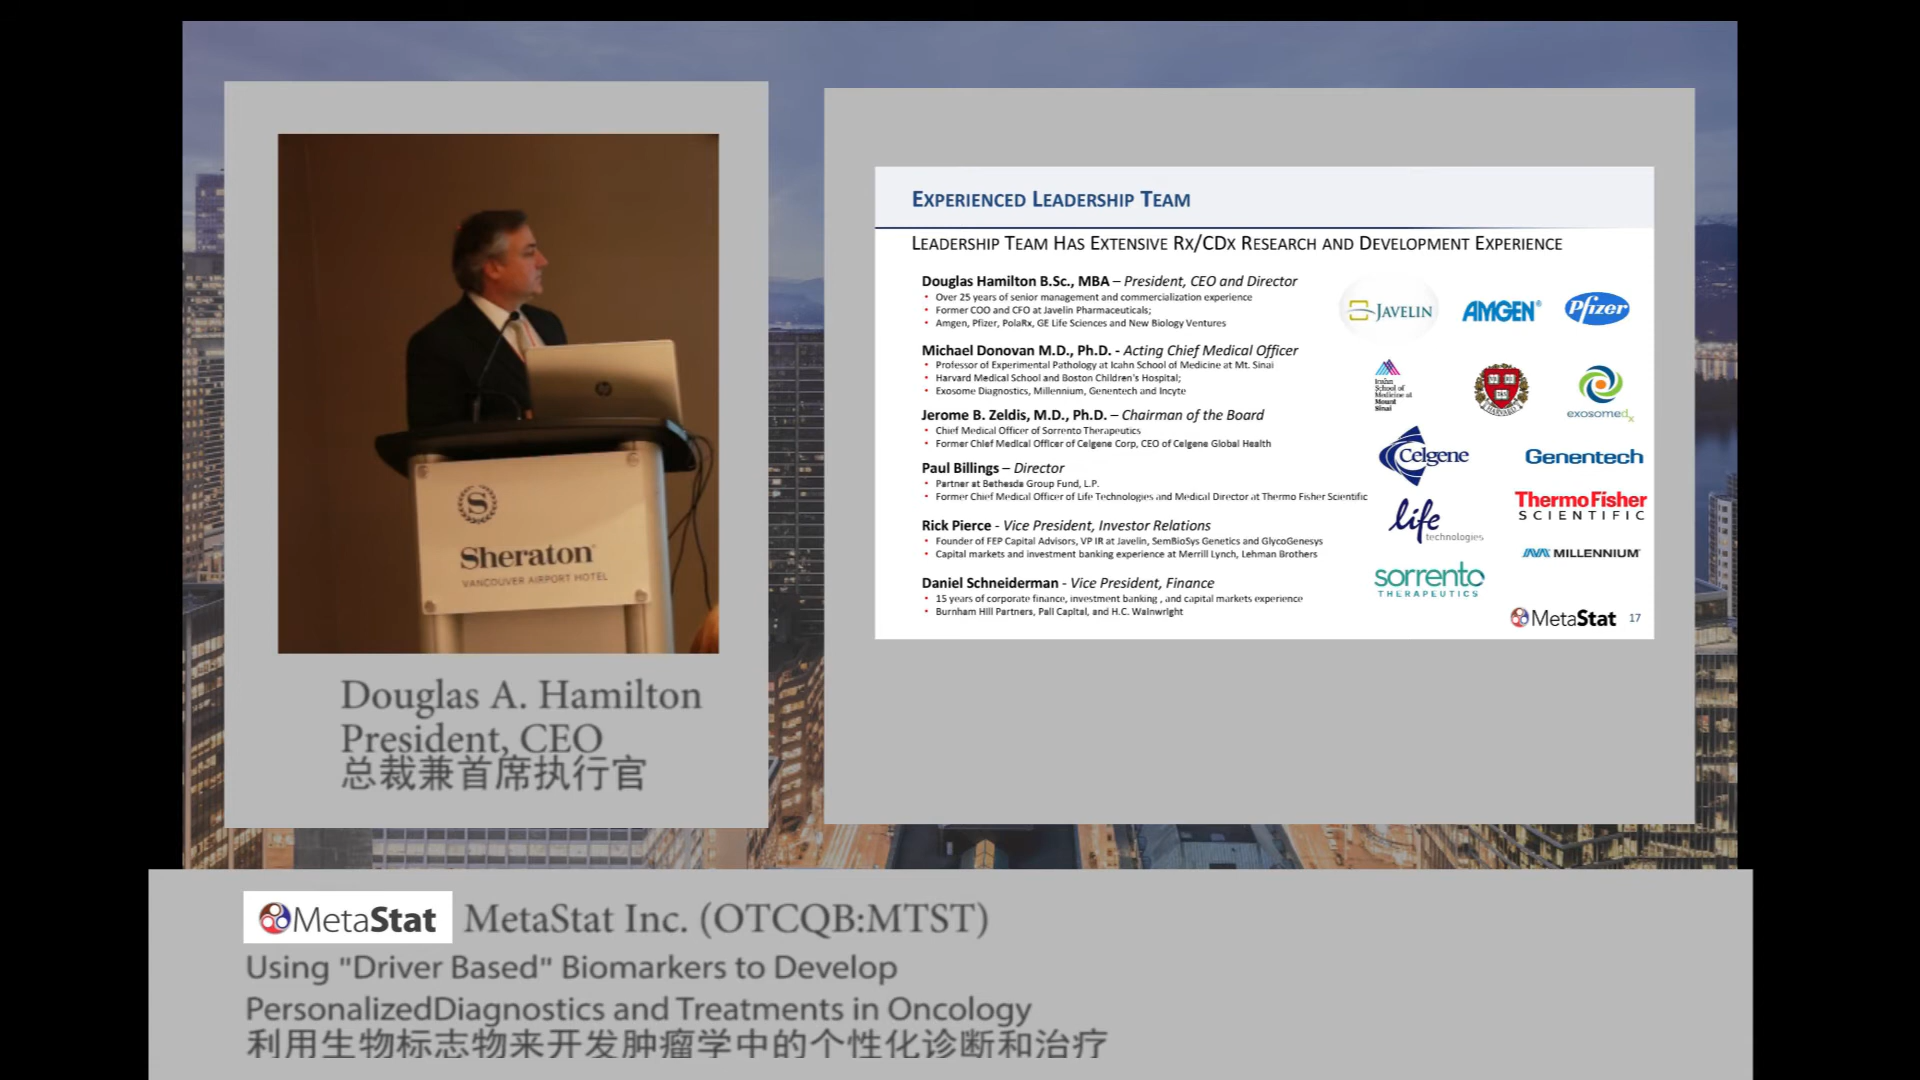 EXPERIENCED LEADERSHIP TEAM
LEADERSHIP TEAM HAS EXTENSIVE RX/CDX RESEARCH AND DEVELOPMENT EXPERIENCE
Douglas Hamilton B.Sc., MBA – President, CEO and Director
• Over 25 years of senior management and commercialization experience
• Former COO and CFO at Javelin Pharmaceuticals;
• Amgen, Pfizer, PolaRx, GE Life Sciences and New Biology Ventures
Michael Donovan M.D., Ph.D. - Acting Chief Medical Officer
• Professor of Experimental Pathology at Icahn School of Medicine at Mt. Sinai
• Harvard Medical School and Boston Children's Hospital;
• Exosome Diagnostics, Millennium, Genentech and Incyte
Jerome B. Zeldis, M.D., Ph.D. – Chairman of the Board
• Chief Medical Officer of Sorrento Therapeutics
• Former Chief Medical Officer of Celgene Corp, CEO of Celgene Global Health
Paul Billings – Director
• Partner at Bethesda Group Fund, L.P.
• Former Chief Medical Officer of Life Technologies and Medical Director at Thermo Fisher Scientific
Rick Pierce - Vice President, Investor Relations
• Founder of FEP Capital Advisors, VP IR at Javelin, SemBioSys Genetics and GlycoGenesys
• Capital markets and investment banking experience at Merrill Lynch, Lehman Brothers
Daniel Schneiderman - Vice President, Finance
• 15 years of corporate finance, investment banking , and capital markets experience
• Burnham Hill Partners, Pali Capital, and H.C. Wainwright
JAVELIN
AMGEN®
Pfizer
Icahn
School of
Medicine at
Mount
Sinai
HARVARD
exosomedx
Celgene
Genentech
life
technologies
ThermoFisher
SCIENTIFIC
MILLENNIUM
sorrento
THERAPEUTICS
MetaStat
17
hp
S
Sheraton
VANCOUVER AIRPORT HOTEL
Douglas A. Hamilton
President, CEO
总裁兼首席执行官
MetaStat MetaStat Inc. (OTCQB:MTST)
Using "Driver Based" Biomarkers to Develop
PersonalizedDiagnostics and Treatments in Oncology
利用生物标志物来开发肿瘤学中的个性化诊断和治疗